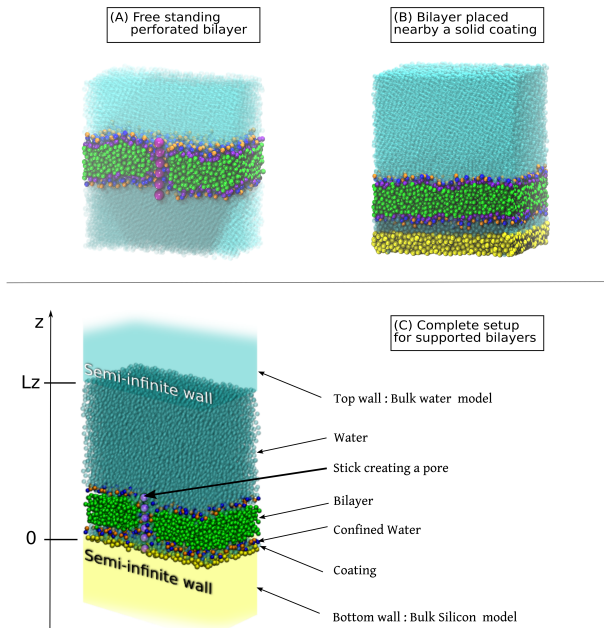 (A) Free standing
perforated bilayer
(B) Bilayer placed
nearby a solid coating
(C) Complete setup
for supported bilayers
z
Lz
0
Semi-infinite wall
Top wall : Bulk water model
Water
Stick creating a pore
Bilayer
Confined Water
Coating
Semi-infinite wall
Bottom wall : Bulk Silicon model